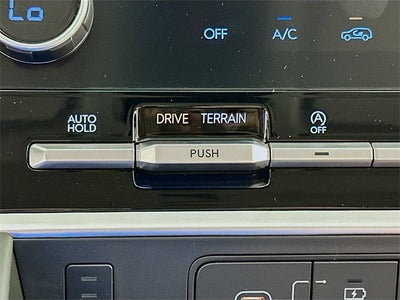 Lo
OFF
A/C
AUTO
HOLD
DRIVE TERRAIN
A
OFF
PUSH